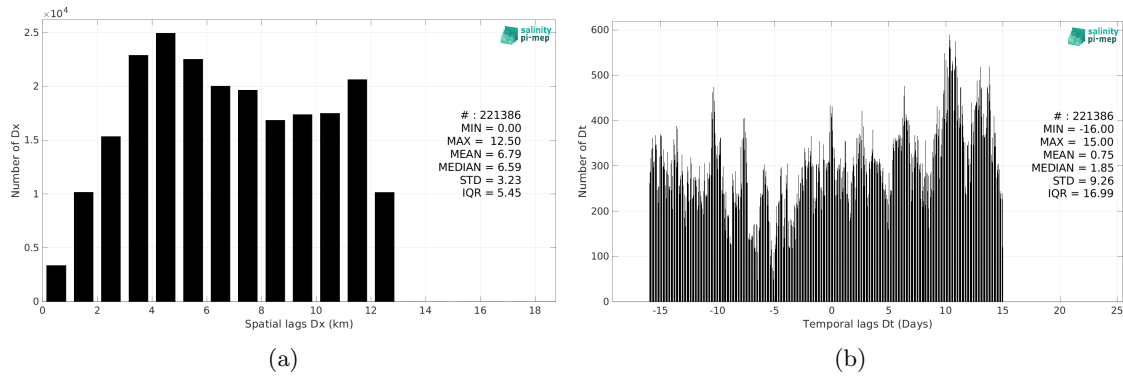 ×10⁴
2.5
2
1.5
1
0.5
0
0 2 4 6 8 10 12 14 16 18
Number of Dx
Spatial lags Dx (km)
salinity
pi-mep
# : 221386
MIN = 0.00
MAX = 12.50
MEAN = 6.79
MEDIAN = 6.59
STD = 3.23
IQR = 5.45
(a)
600
500
400
300
200
100
0
-15 -10 -5 0 5 10 15 20 25
Number of Dt
Temporal lags Dt (Days)
salinity
pi-mep
# : 221386
MIN = -16.00
MAX = 15.00
MEAN = 0.75
MEDIAN = 1.85
STD = 9.26
IQR = 16.99
(b)